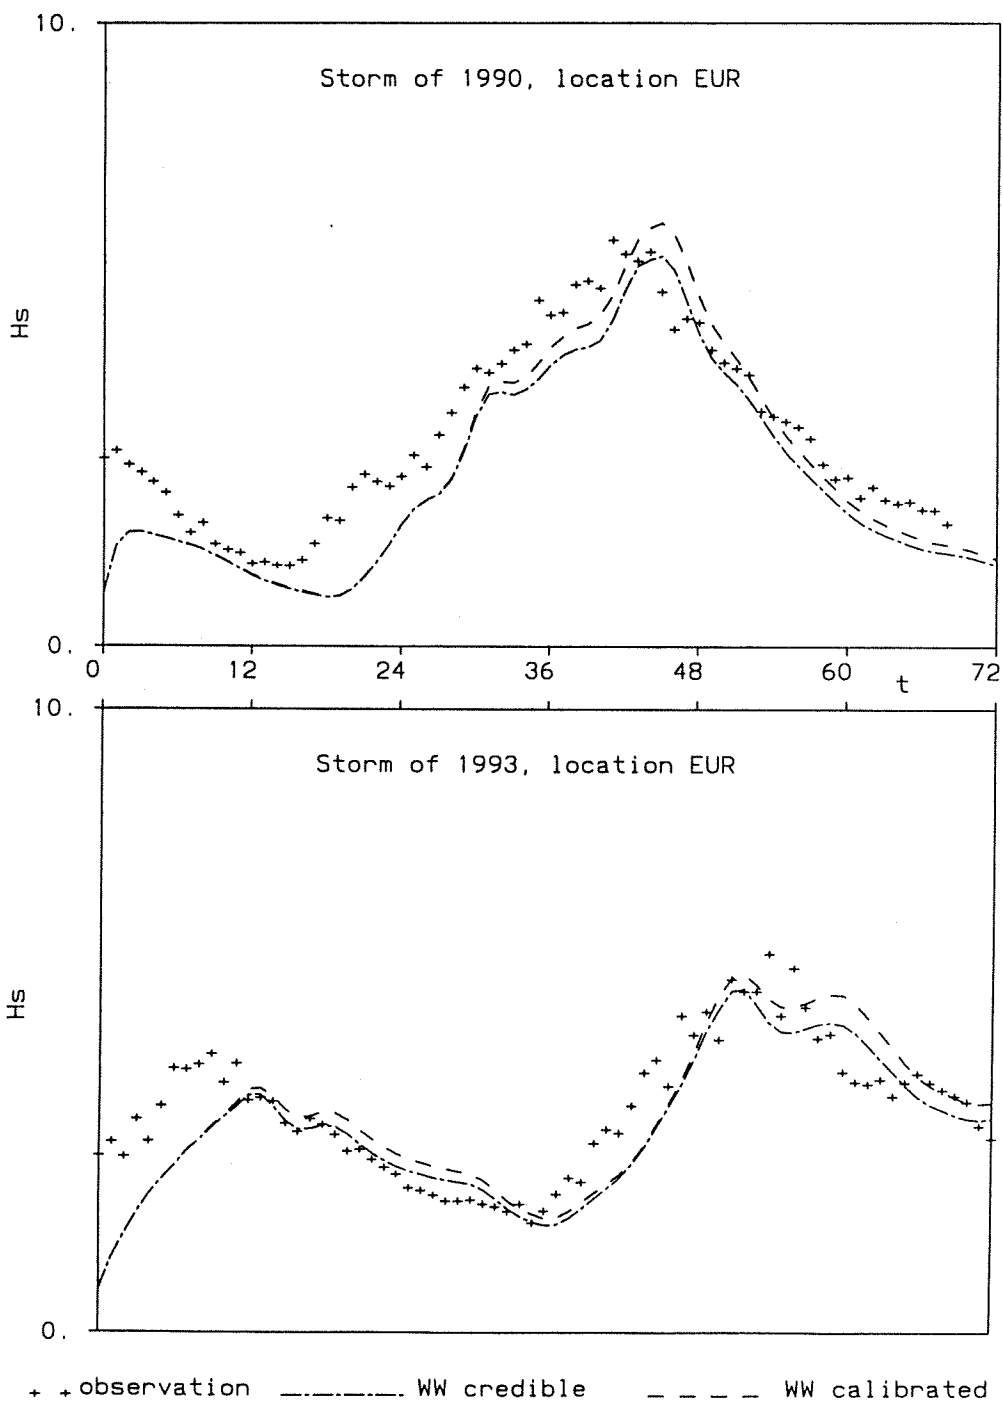 10.
Storm of 1990, location EUR
Hs
0.
0 12 24 36 48 60 72
t
10.
Storm of 1993, location EUR
Hs
0.
observation WW credible WW calibrated